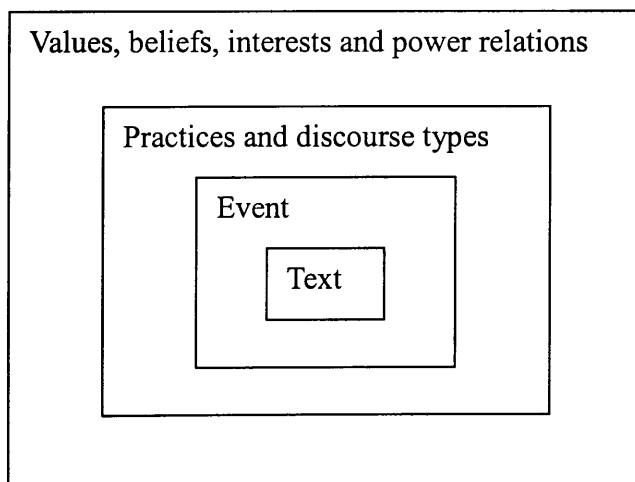 Values, beliefs, interests and power relations
Practices and discourse types
Event
Text